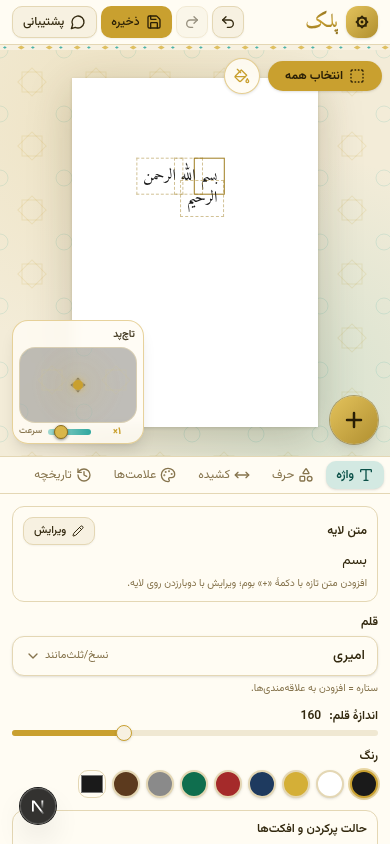 پلک
ذخیره
پشتیبانی
انتخاب همه
بسم الله الرحمن
الرحیم
تاچ‌پد
سرعت
×۱
واژه
حرف
کشیده
علامت‌ها
تاریخچه
متن لایه
ویرایش
بسم
افزودن متن تازه با دکمهٔ «+» بوم؛ ویرایش با دوبارزدن روی لایه.
قلم
امیری
نسخ/ثلث‌مانند
ستاره = افزودن به علاقه‌مندی‌ها.
اندازهٔ قلم: 160
رنگ
N
حالت پرکردن و افکت‌ها